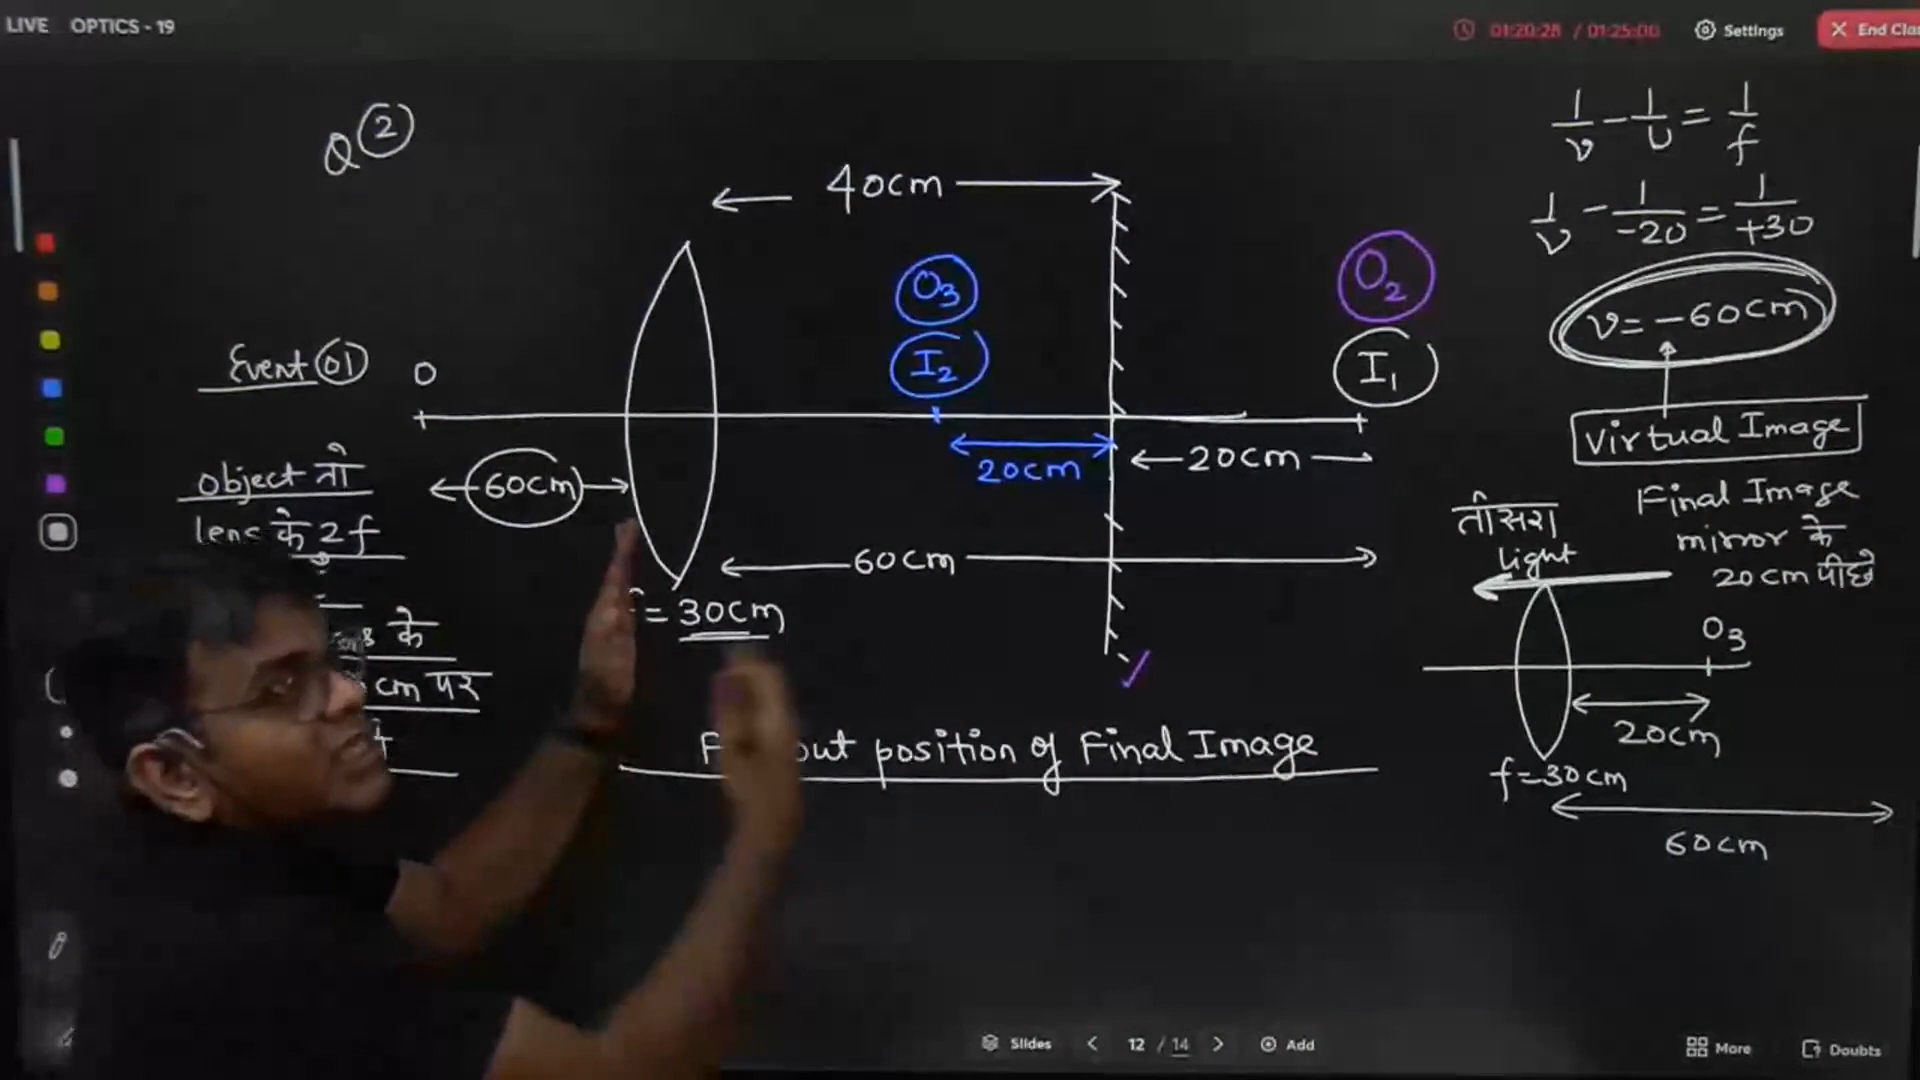 LIVE OPTICS - 19
01:20:28 / 01:25:00
Settings
End Clas
Q 2
40cm
O3
I2
O2
I1
Event 01
O
object तो
lens के 2f
के
cm पर
60cm
20cm
20cm
60cm
= 30cm
out position of Final Image
1/v - 1/u = 1/f
1/v - 1/-20 = 1/+30
v = -60cm
Virtual Image
Final Image
mirror के
20cm पीछे
तीसरा
light
O3
20cm
f=30cm
60cm
Slides < 12 / 14 > Add
More
Doubts